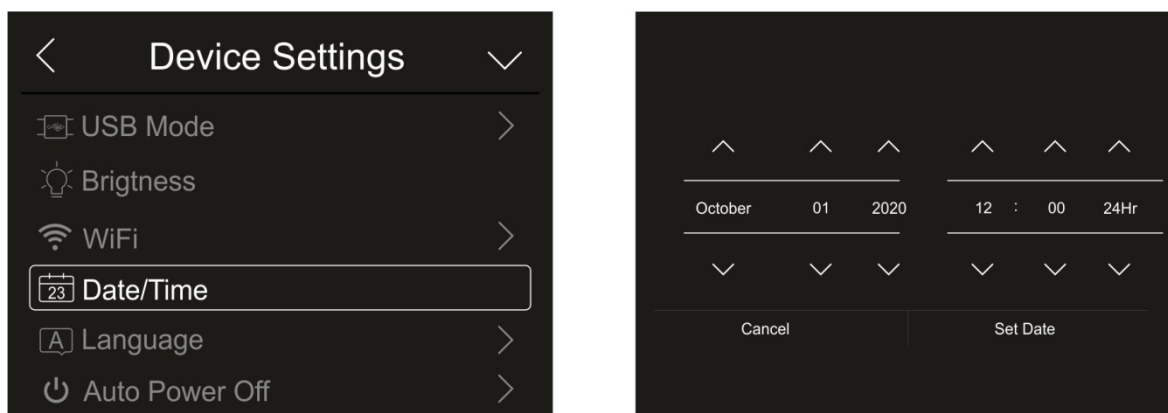 Device Settings
USB Mode
Brigtness
WiFi
23 Date/Time
A Language
Auto Power Off
October 01 2020 12 : 00 24Hr
Cancel Set Date